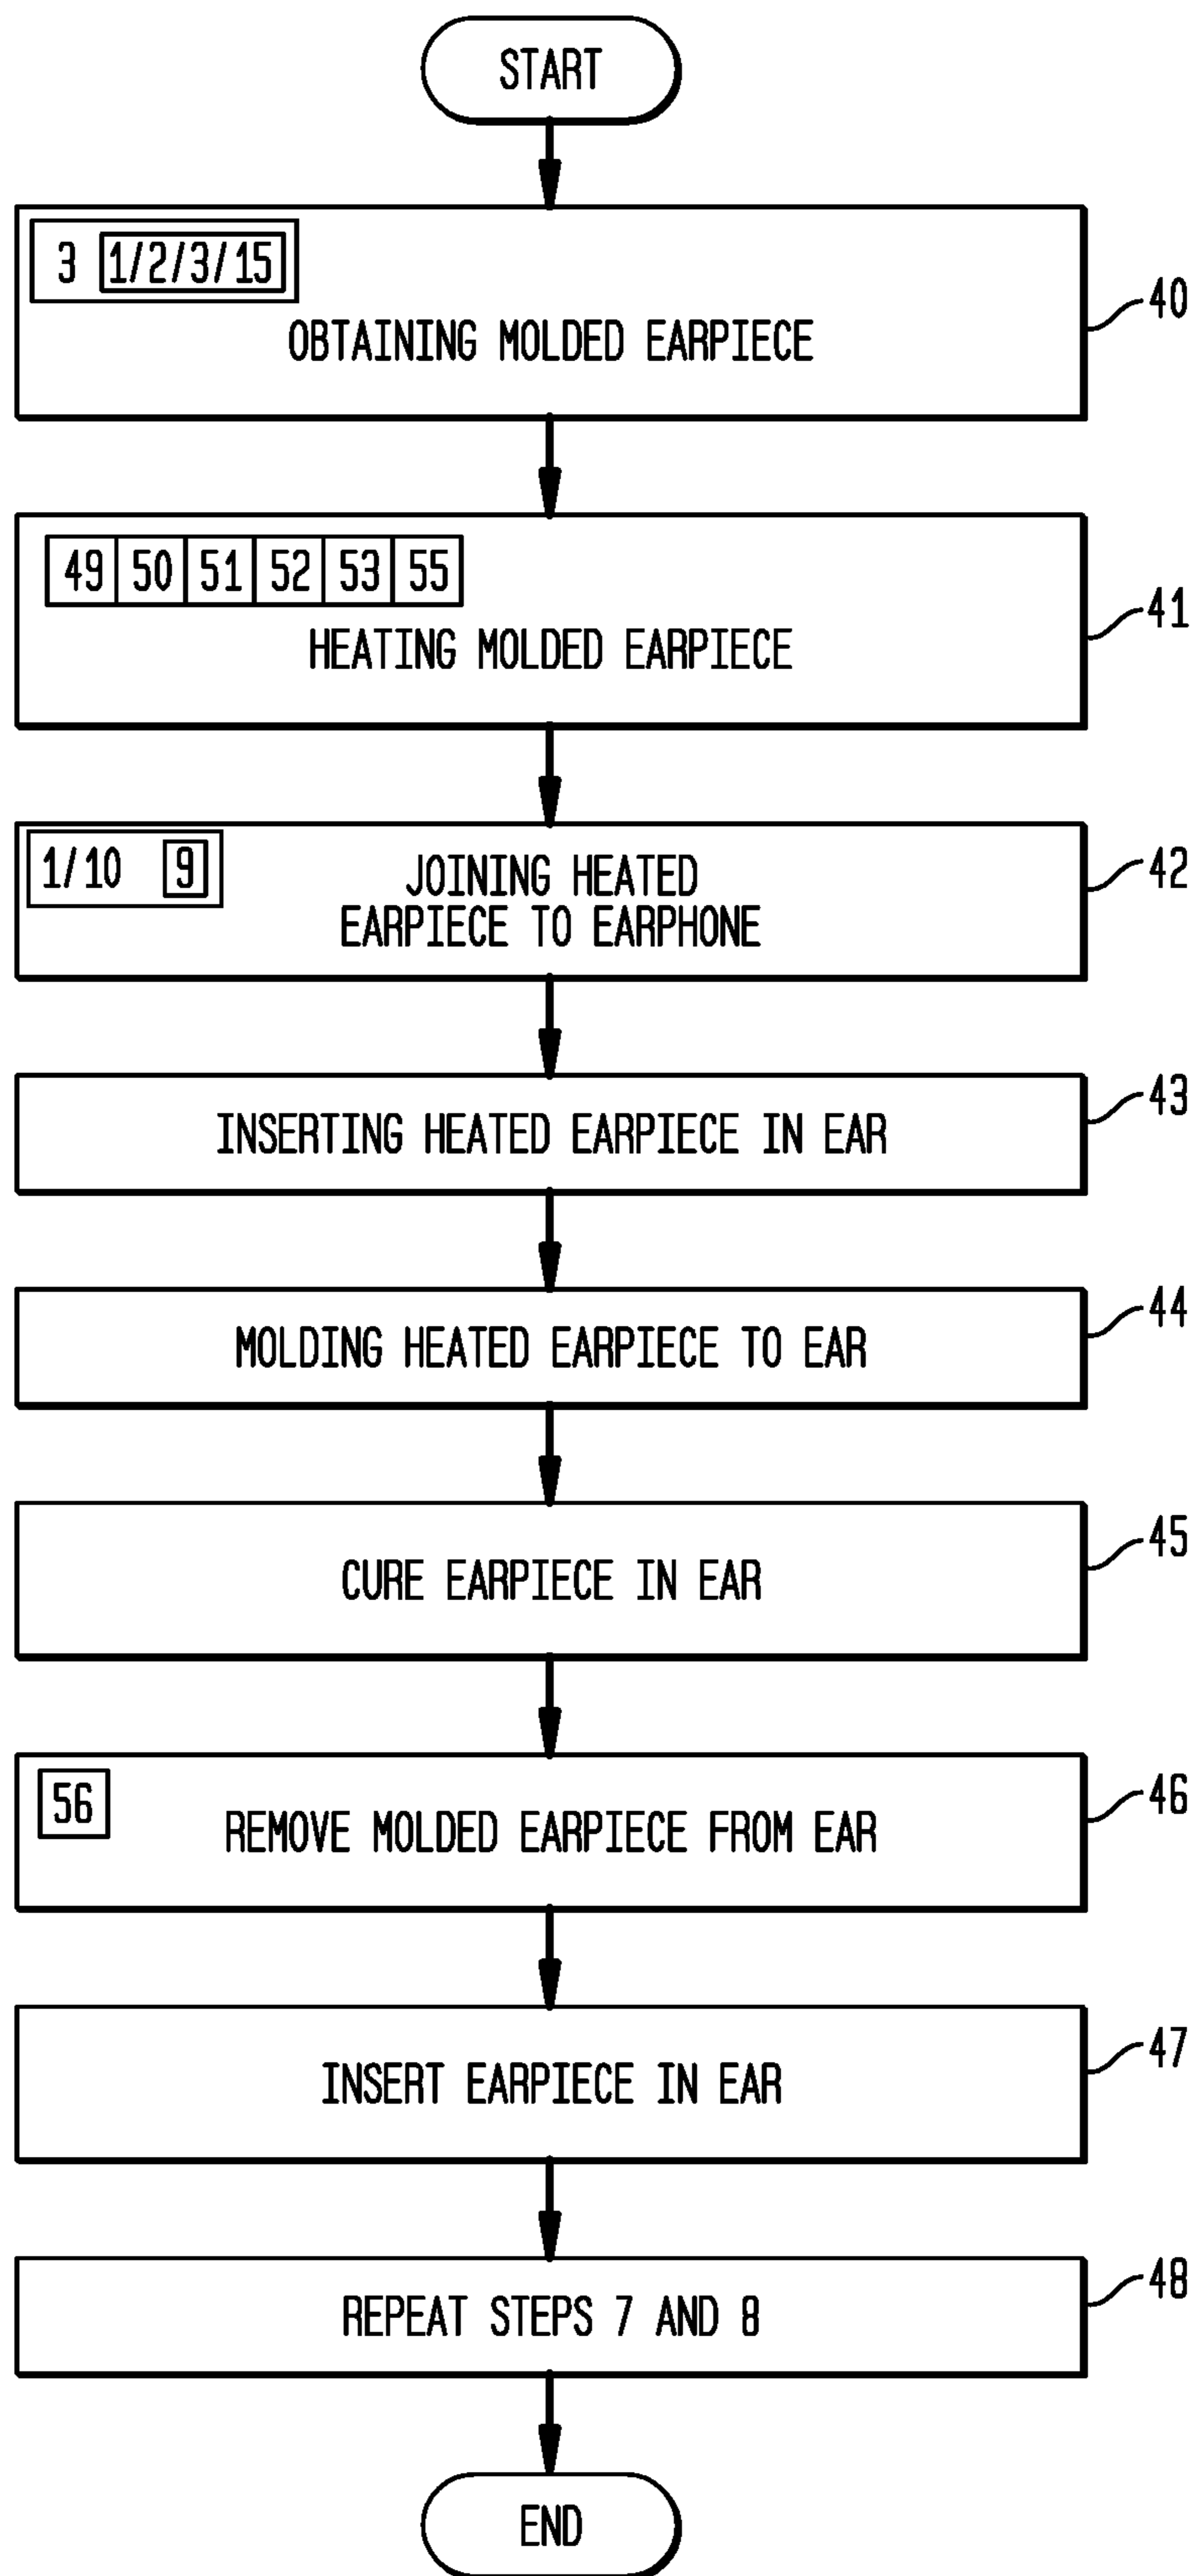 START
3 1/2/3/15
OBTAINING MOLDED EARPIECE
40
49 50 51 52 53 55
HEATING MOLDED EARPIECE
41
1/10 9
JOINING HEATED
EARPIECE TO EARPHONE
42
INSERTING HEATED EARPIECE IN EAR
43
MOLDING HEATED EARPIECE TO EAR
44
CURE EARPIECE IN EAR
45
56
REMOVE MOLDED EARPIECE FROM EAR
46
INSERT EARPIECE IN EAR
47
REPEAT STEPS 7 AND 8
48
END